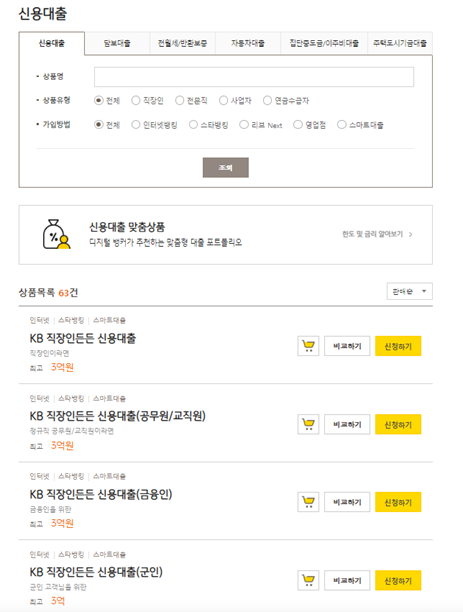 신용대출
신용대출 담보대출 전월세/반환보증 자동차대출 집단중도금/이주비대출 주택도시기금대출
상품명
상품유형 전체 직장인 전문직 사업자 연금수급자
가입방법 전체 인터넷뱅킹 스타뱅킹 리브 Next 영업점 스마트대출
조회
신용대출 맞춤상품
디지털 뱅커가 추천하는 맞춤형 대출 포트폴리오
한도 및 금리 알아보기 >
상품목록 63건
판매순
인터넷 | 스타뱅킹 | 스마트대출
KB 직장인든든 신용대출
직장인이라면
최고 3억원
비교하기 신청하기
인터넷 | 스타뱅킹 | 스마트대출
KB 직장인든든 신용대출(공무원/교직원)
정규직 공무원/교직원이라면
최고 3억원
비교하기 신청하기
인터넷 | 스타뱅킹 | 스마트대출
KB 직장인든든 신용대출(금융인)
금융인을 위한
최고 3억원
비교하기 신청하기
인터넷 | 스타뱅킹 | 스마트대출
KB 직장인든든 신용대출(군인)
군인 고객님을 위한
최고 3억
비교하기 신청하기